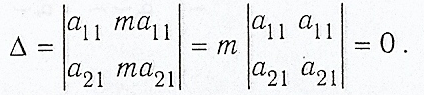 Δ = |a₁₁ ma₁₁| = m |a₁₁ a₁₁| = 0 .
|a₂₁ ma₂₁| |a₂₁ a₂₁|